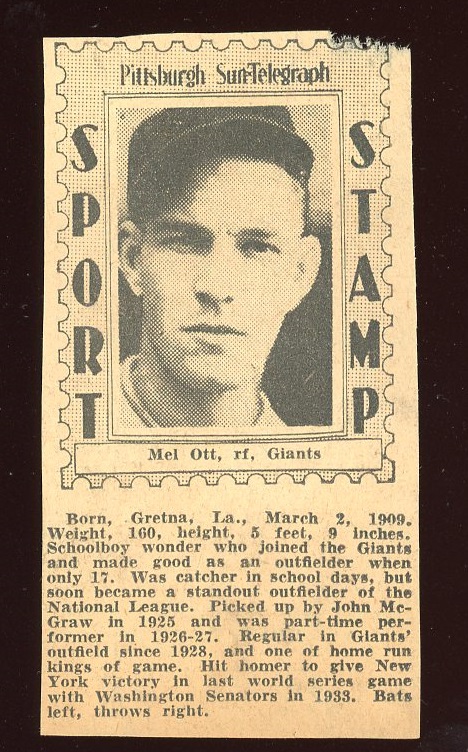 Pittsburgh Sun-Telegraph
SPORT
STAMP
Mel Ott, rf, Giants
Born, Gretna, La., March 2, 1909.
Weight, 160, height, 5 feet, 9 inches.
Schoolboy wonder who joined the Giants
and made good as an outfielder when
only 17. Was catcher in school days, but
soon became a standout outfielder of the
National League. Picked up by John Mc-
Graw in 1925 and was part-time per-
former in 1926-27. Regular in Giants'
outfield since 1928, and one of home run
kings of game. Hit homer to give New
York victory in last world series game
with Washington Senators in 1933. Bats
left, throws right.